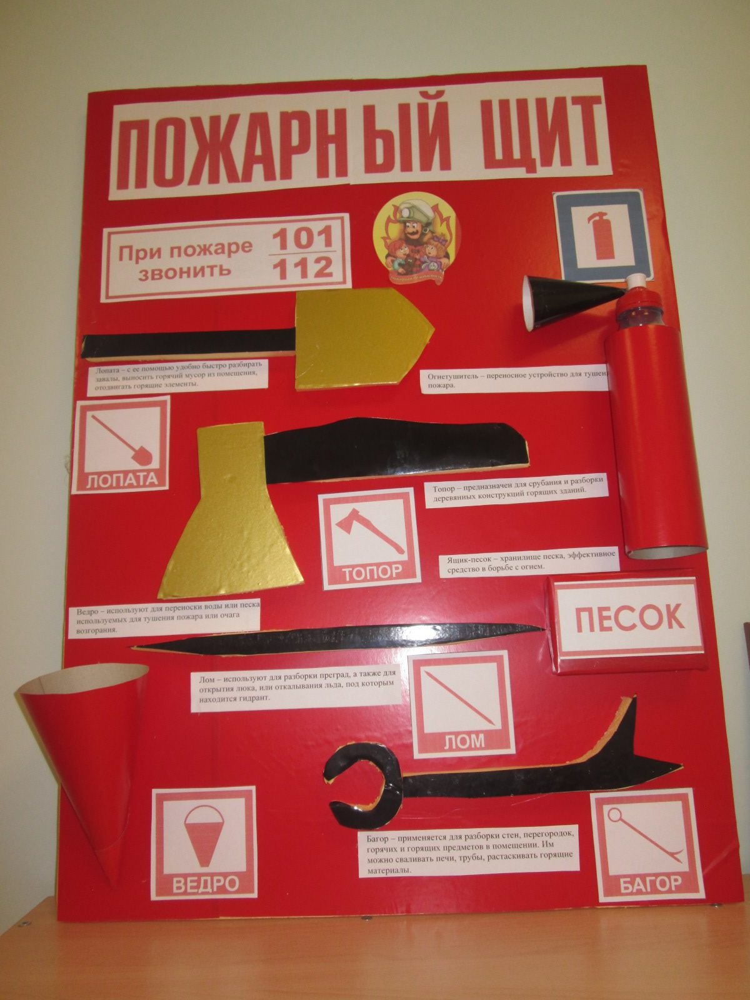 ПОЖАРНЫЙ ЩИТ
При пожаре звонить 101
112
Лопата – с ее помощью удобно быстро разбирать
завалы, выносить горячий мусор из помещения,
отодвигать горящие элементы.
Огнетушитель – переносное устройство для тушен
пожара.
ЛОПАТА
Топор – предназначен для срубания и разборки
деревянных конструкций горящих зданий.
ТОПОР
Ящик-песок – хранилище песка, эффективное
средство в борьбе с огнем.
Ведро – используют для переноски воды или песка
используемых для тушения пожара или очага
возгорания.
ПЕСОК
Лом – используют для разборки преград, а также для
открытия люка, или откалывания льда, под которым
находится гидрант.
ЛОМ
Багор – применяется для разборки стен, перегородок,
горячих и горящих предметов в помещении. Им
можно сваливать печи, трубы, растаскивать горящие
материалы.
ВЕДРО
БАГОР